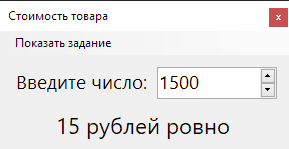 Стоимость товара
Показать задание
Введите число: 1500
15 рублей ровно